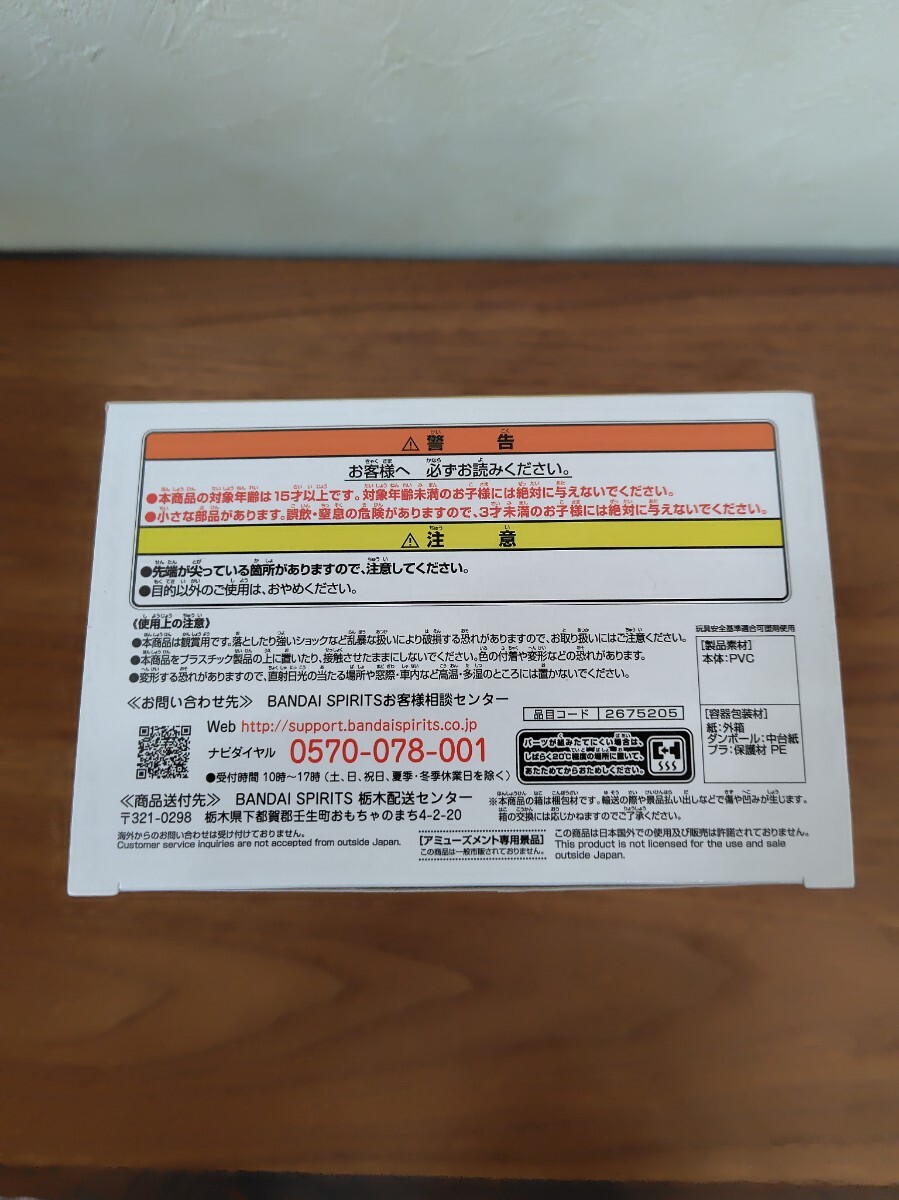 ⚠警告
お客様へ 必ずお読みください。
●本商品の対象年齢は15才以上です。対象年齢未満のお子様には絶対に与えないでください。
●小さな部品があります。誤飲・窒息の危険がありますので、3才未満のお子様には絶対に与えないでください。
⚠注意
●先端が尖っている箇所がありますので、注意してください。
●目的以外のご使用は、おやめください。
《使用上の注意》
●本商品は観賞用です。落としたり強いショックなど乱暴な扱いにより破損する恐れがありますので、お取り扱いにはご注意ください。
●本商品をプラスチック製品の上に置いたり、接触させたままにしないでください。色の付着や変形などの恐れがあります。
●変形する恐れがありますので、直射日光の当たる場所や窓際・車内など高温・多湿のところには置かないでください。
玩具安全基準適合可塑剤使用
[製品素材]
本体:PVC
[容器包装材]
紙:外箱
ダンボール:中台紙
プラ:保護材 PE
≪お問い合わせ先≫ BANDAI SPIRITSお客様相談センター
Web http://support.bandaispirits.co.jp
ナビダイヤル 0570-078-001
●受付時間 10時～17時(土、日、祝日、夏季・冬季休業日を除く)
品目コード 2675205
パーツが組みたてにくい場合は、
しばらく20℃程度の場所に置いて、
あたためてからおためしください。
≪商品送付先≫ BANDAI SPIRITS 栃木配送センター
〒321-0298 栃木県下都賀郡壬生町おもちゃのまち4-2-20
※本商品の箱は梱包材です。輸送の際や景品払い出しなどで傷や凹みが生じます。
箱の交換には応じかねますのでご了承ください。
海外からのお問い合わせは受け付けておりません。
Customer service inquiries are not accepted from outside Japan.
[アミューズメント専用景品]
この商品は一般市販されておりません。
この商品は日本国外での使用及び販売は許諾されておりません。
This product is not licensed for the use and sale
outside Japan.